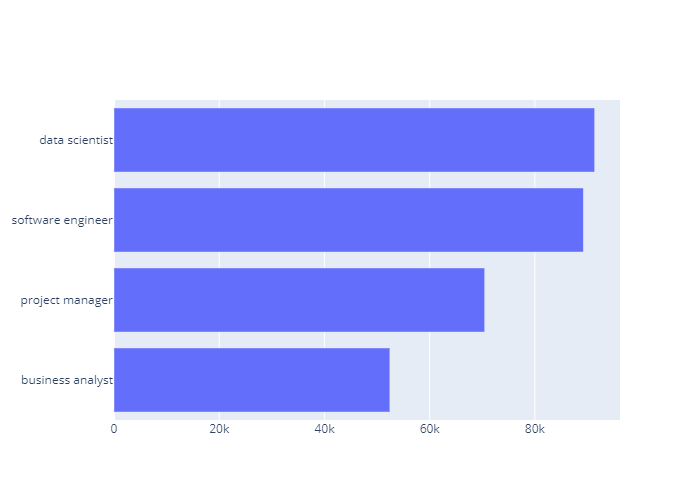 data scientist
software engineer
project manager
business analyst
0 20k 40k 60k 80k